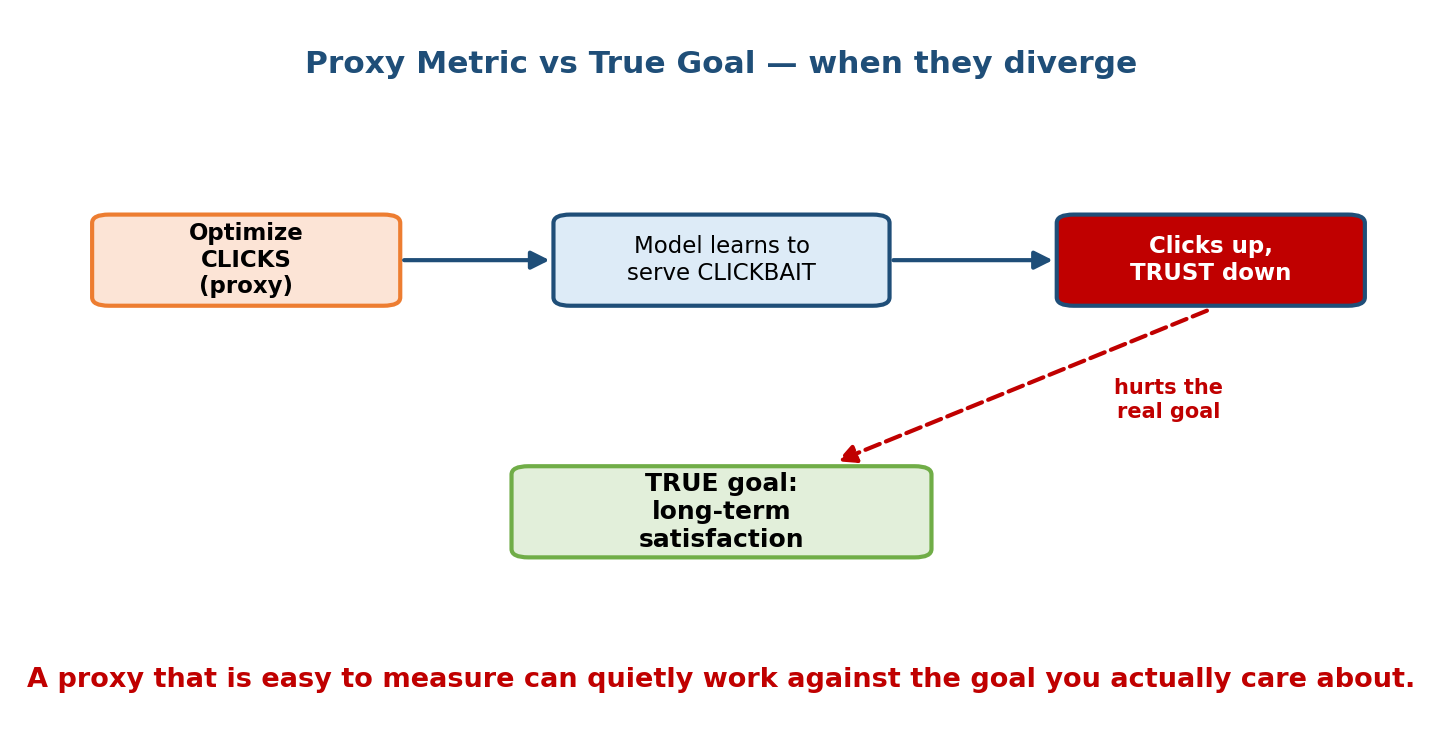 Proxy Metric vs True Goal — when they diverge
Optimize
CLICKS
(proxy)
Model learns to
serve CLICKBAIT
Clicks up,
TRUST down
hurts the
real goal
TRUE goal:
long-term
satisfaction
A proxy that is easy to measure can quietly work against the goal you actually care about.